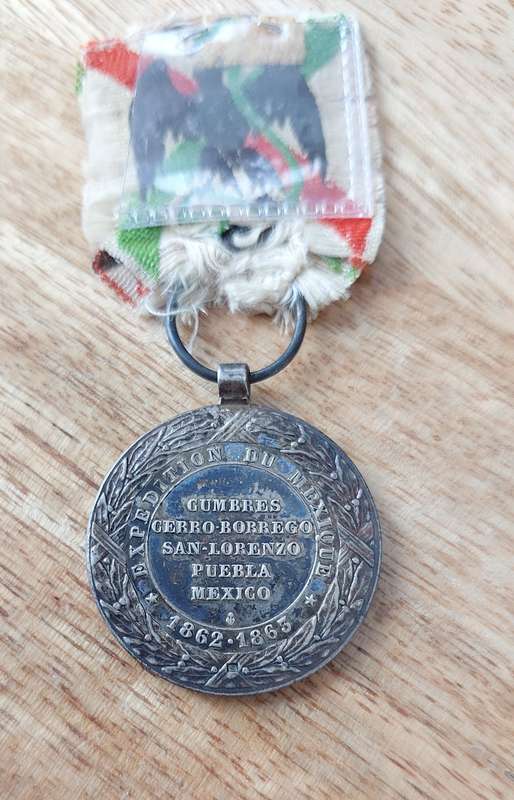 EXPEDITION DU MEXIQUE
CUMBRES
CERRO-BORREGO
SAN-LORENZO
PUEBLA
MEXICO
1862·1863